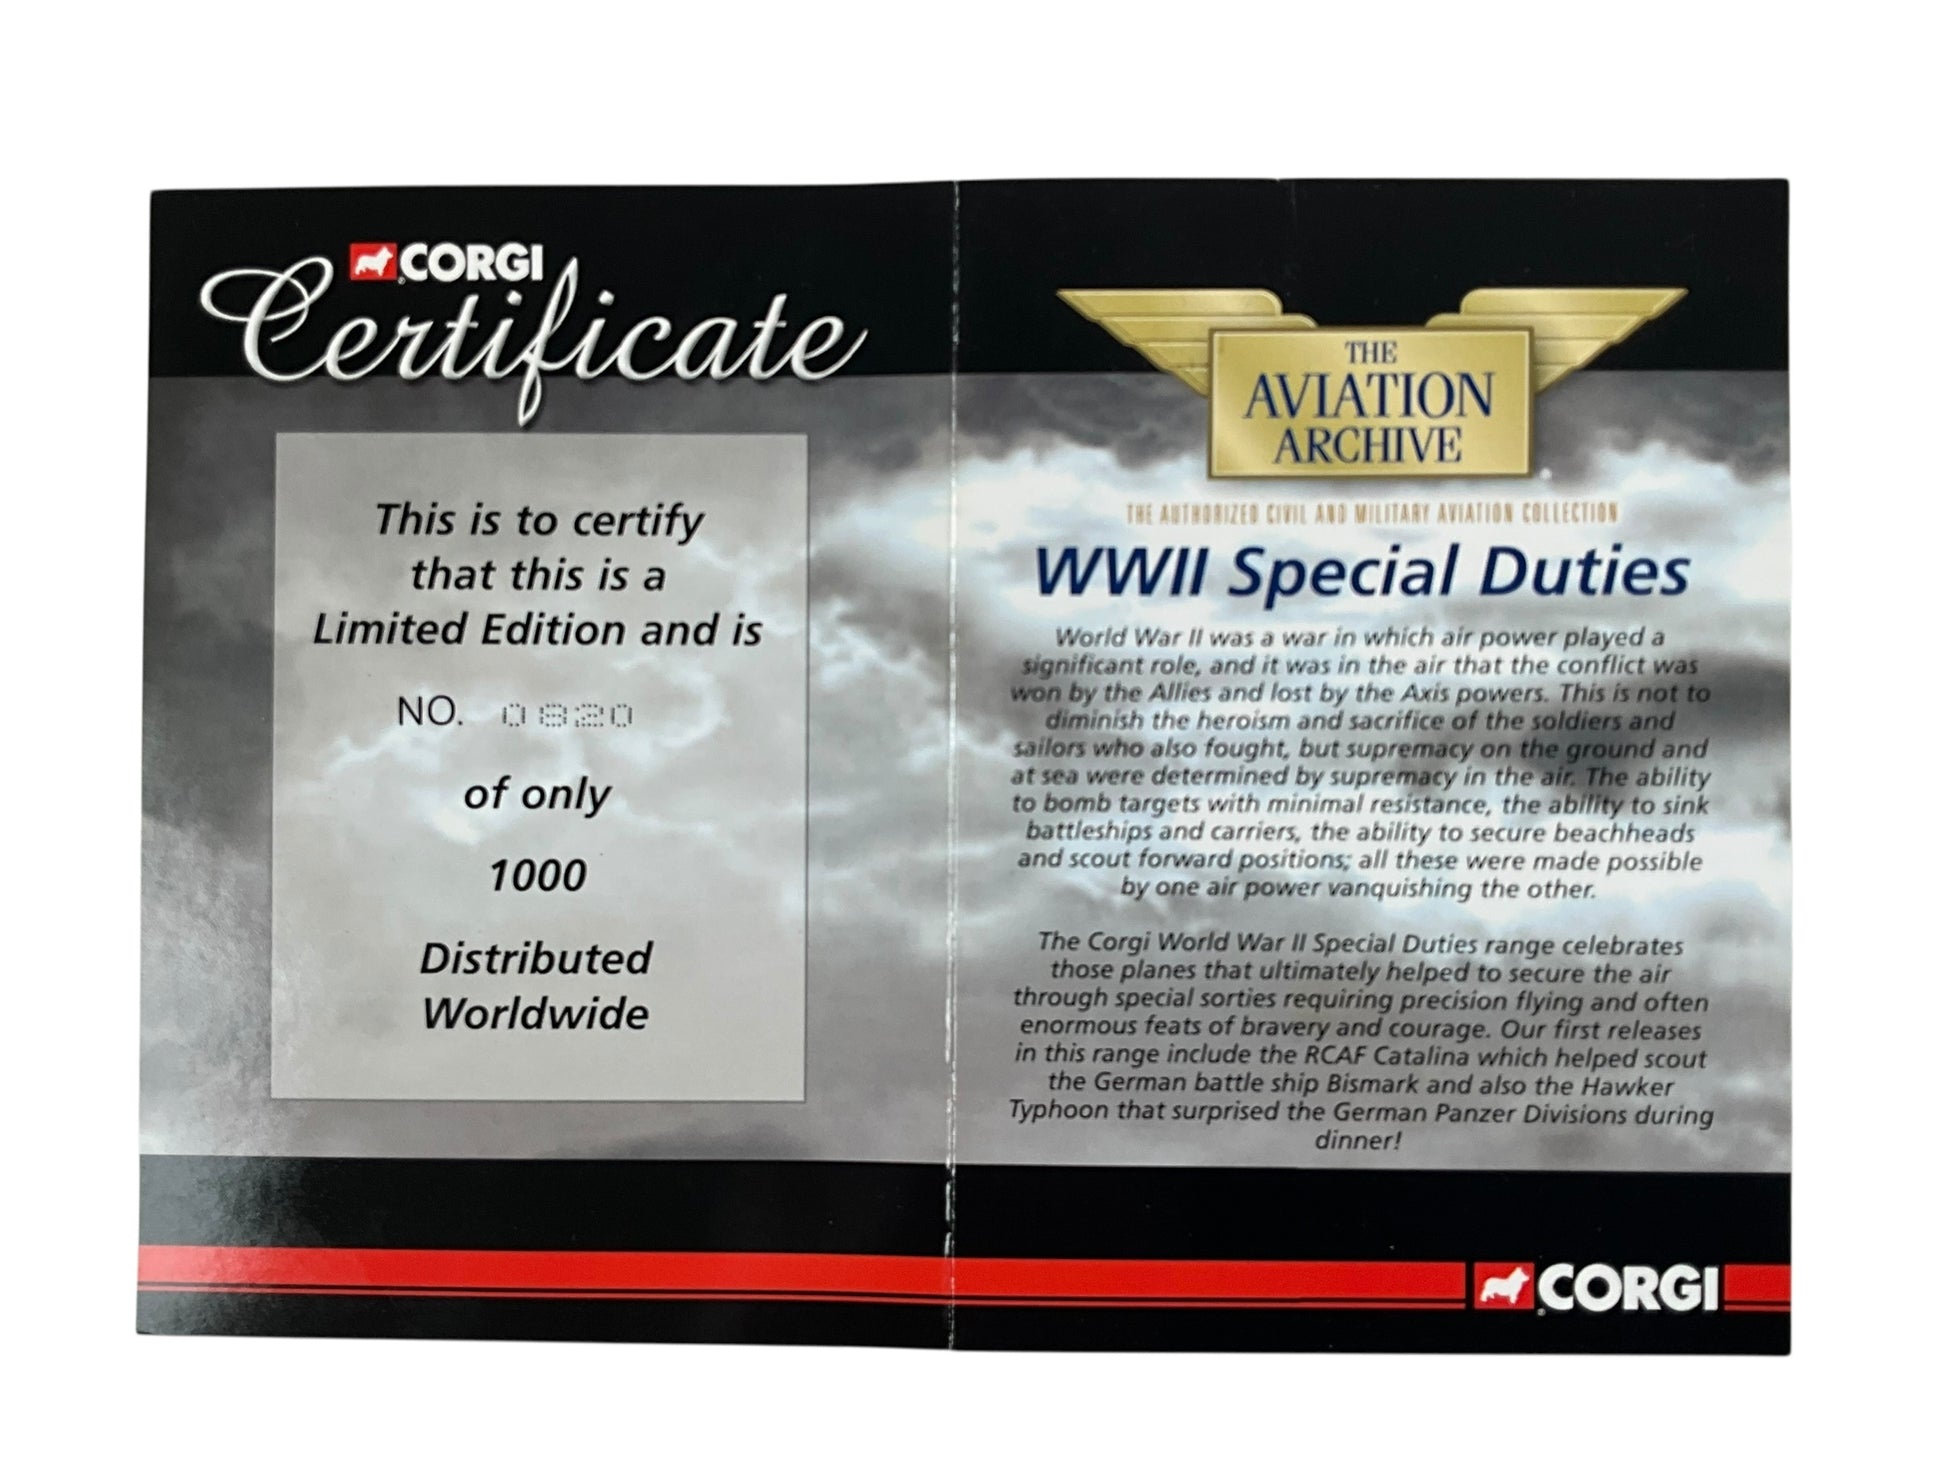 CORGI
Certificate
This is to certify
that this is a
Limited Edition and is
NO. 0820
of only
1000
Distributed
Worldwide
THE
AVIATION
ARCHIVE
THE AUTHORIZED CIVIL AND MILITARY AVIATION COLLECTION
WWII Special Duties
World War II was a war in which air power played a
significant role, and it was in the air that the conflict was
won by the Allies and lost by the Axis powers. This is not to
diminish the heroism and sacrifice of the soldiers and
sailors who also fought, but supremacy on the ground and
at sea were determined by supremacy in the air. The ability
to bomb targets with minimal resistance, the ability to sink
battleships and carriers, the ability to secure beachheads
and scout forward positions; all these were made possible
by one air power vanquishing the other.
The Corgi World War II Special Duties range celebrates
those planes that ultimately helped to secure the air
through special sorties requiring precision flying and often
enormous feats of bravery and courage. Our first releases
in this range include the RCAF Catalina which helped scout
the German battle ship Bismark and also the Hawker
Typhoon that surprised the German Panzer Divisions during
dinner!
CORGI